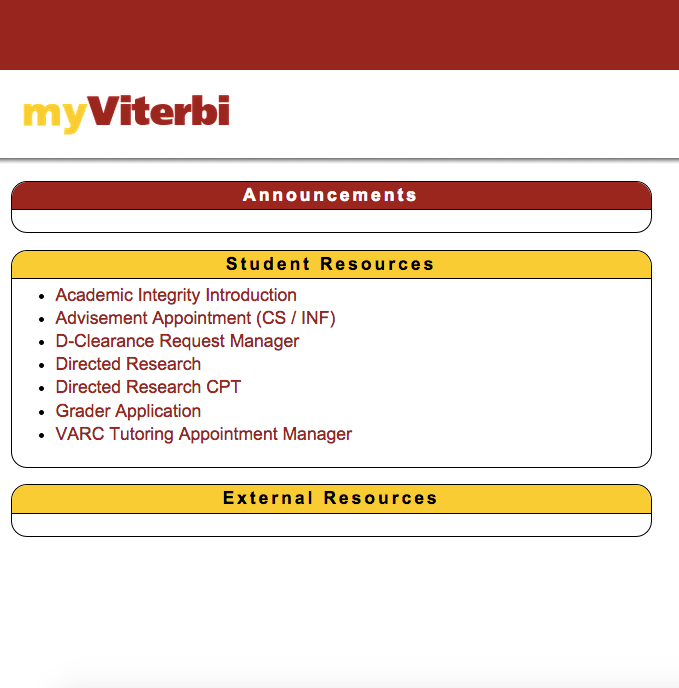 myViterbi
Announcements
Student Resources
Academic Integrity Introduction
Advisement Appointment (CS / INF)
D-Clearance Request Manager
Directed Research
Directed Research CPT
Grader Application
VARC Tutoring Appointment Manager
External Resources